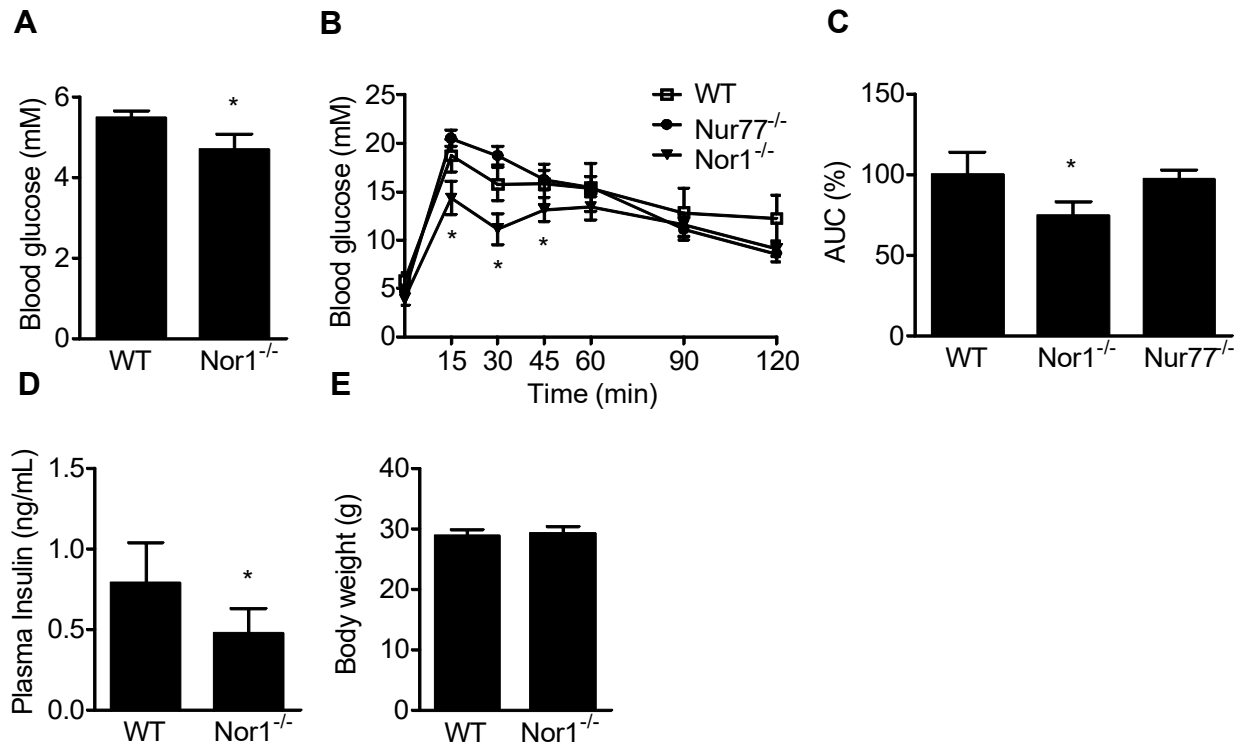 A
Blood glucose (mM)
6
4
2
0
*
WT
Nor1-/-
B
Blood glucose (mM)
25
20
15
10
5
0
WT
Nur77-/-
Nor1-/-
*
*
*
15 30 45 60 90 120
Time (min)
C
AUC (%)
150
100
50
0
*
WT
Nor1-/-
Nur77-/-
D
Plasma Insulin (ng/mL)
1.5
1.0
0.5
0.0
*
WT
Nor1-/-
E
Body weight (g)
40
30
20
10
0
WT
Nor1-/-